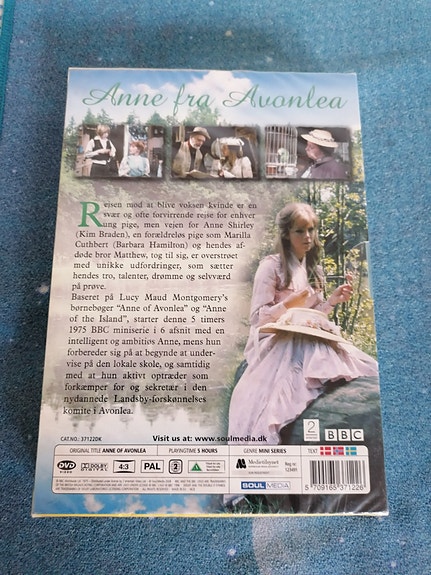 Anne fra Avonlea
Rejsen mod at blive voksen kvinde er en
svær og ofte forvirrende rejse for enhver
ung pige, men vejen for Anne Shirley
(Kim Braden), en forældreløs pige som Marilla
Cuthbert (Barbara Hamilton) og hendes af-
døde bror Matthew, tog til sig, er overstrøet
med unikke udfordringer, som sætter
hendes tro, talenter, drømme og selvværd
på prøve.
Baseret på Lucy Maud Montgomery's
børnebøger "Anne of Avonlea" og "Anne
of the Island", starter denne 5 timers
1975 BBC miniserie i 6 afsnit med en
intelligent og ambitiøs Anne, mens hun
forbereder sig på at begynde at under-
vise på den lokale skole, og samtidig
med at hun aktivt optræder som
forkæmper for og sekretær i den
nydannede Landsby-forskønnelses
komite i Avonlea.
2
BBC
CAT.NO.: 37122DK
Visit us at: www.soulmedia.dk
ORIGINAL TITLE ANNE OF AVONLEA
PLAYINGTIME 5 HOURS
GENRE MINI SERIES
TEXT
DVD
VIDEO
DOLBY
4:3
PAL
2
Medietilsynet
Reg nr.
SOUL MEDIA
5 709165 371226